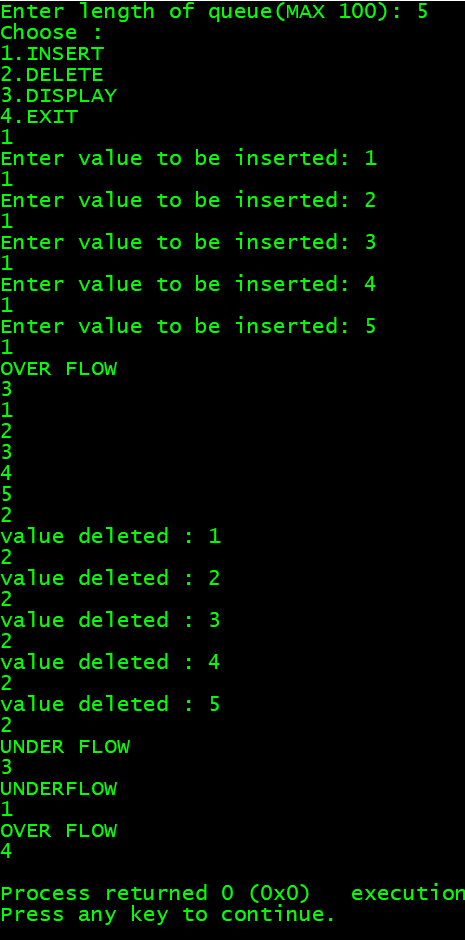 Enter length of queue(MAX 100): 5
Choose :
1.INSERT
2.DELETE
3.DISPLAY
4.EXIT
1
Enter value to be inserted: 1
1
Enter value to be inserted: 2
1
Enter value to be inserted: 3
1
Enter value to be inserted: 4
1
Enter value to be inserted: 5
1
OVER FLOW
3
1
2
3
4
5
2
value deleted : 1
2
value deleted : 2
2
value deleted : 3
2
value deleted : 4
2
value deleted : 5
2
UNDER FLOW
3
UNDERFLOW
1
OVER FLOW
4
Process returned 0 (0x0)   execution
Press any key to continue.